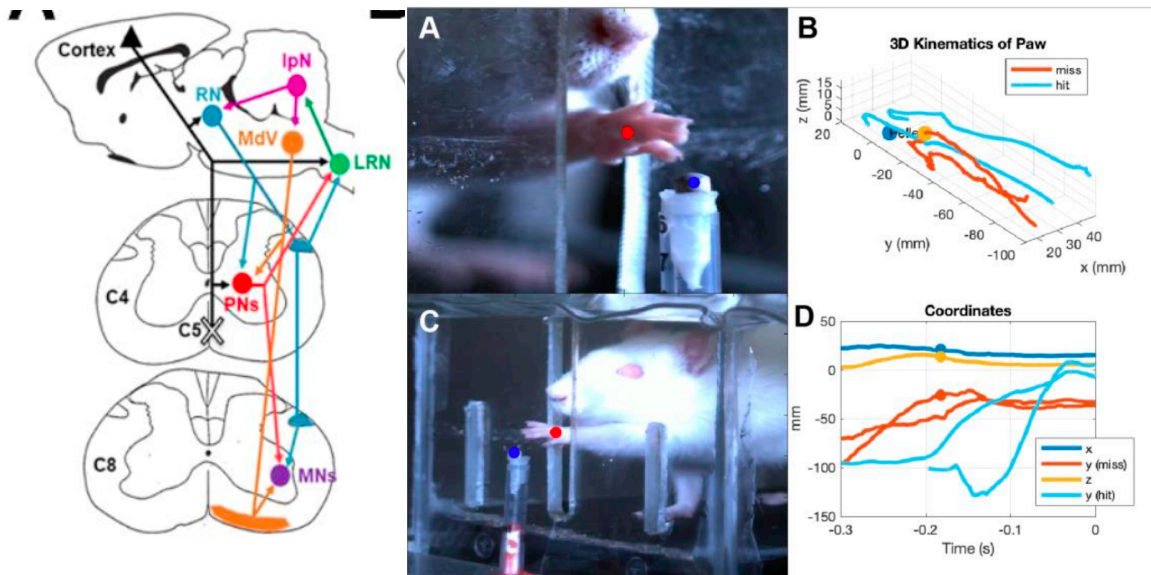 Cortex
IpN
RN
MdV
LRN
C4
PNs
C5
C8
MNs
A
6
7
C
B
3D Kinematics of Paw
miss
hit
z (mm)
15
10
5
0
20
0
-20
-40
-60
-80
-100
y (mm)
20
30
40
x (mm)
D
Coordinates
mm
50
0
-50
-100
-150
-0.3
-0.2
-0.1
0
Time (s)
x
y (miss)
z
y (hit)